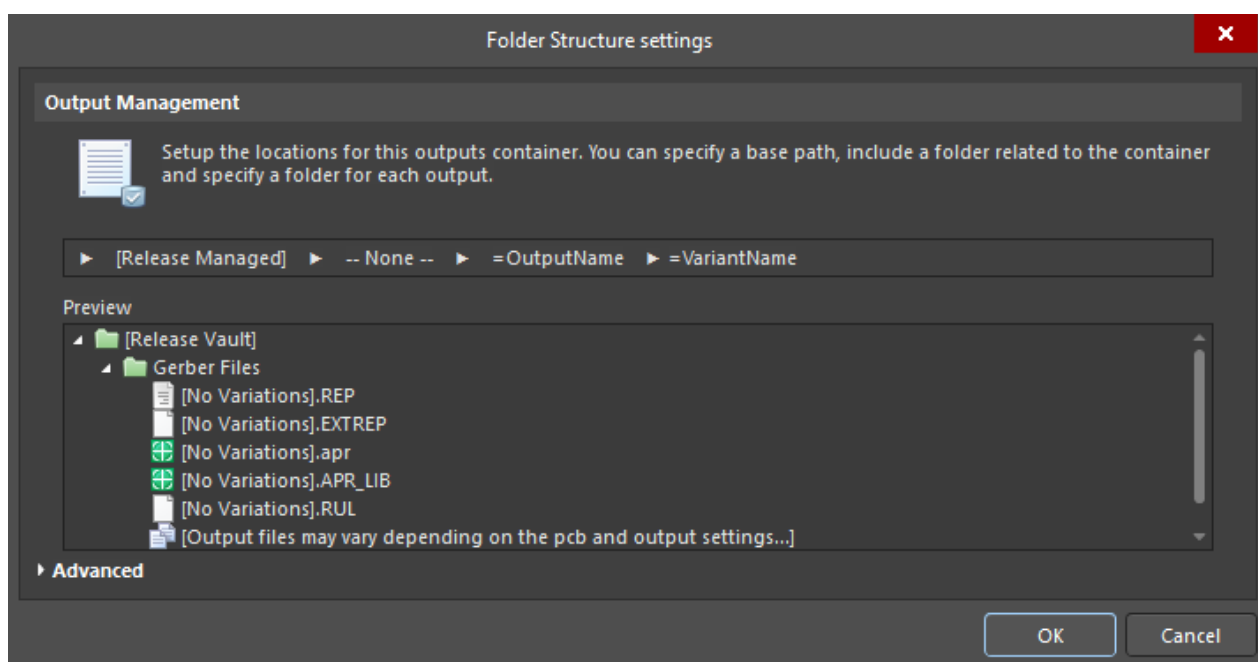 Folder Structure settings
Output Management
Setup the locations for this outputs container. You can specify a base path, include a folder related to the container
and specify a folder for each output.
[Release Managed] -- None -- =OutputName =VariantName
Preview
[Release Vault]
Gerber Files
[No Variations].REP
[No Variations].EXTREP
[No Variations].apr
[No Variations].APR_LIB
[No Variations].RUL
[Output files may vary depending on the pcb and output settings...]
Advanced
OK Cancel